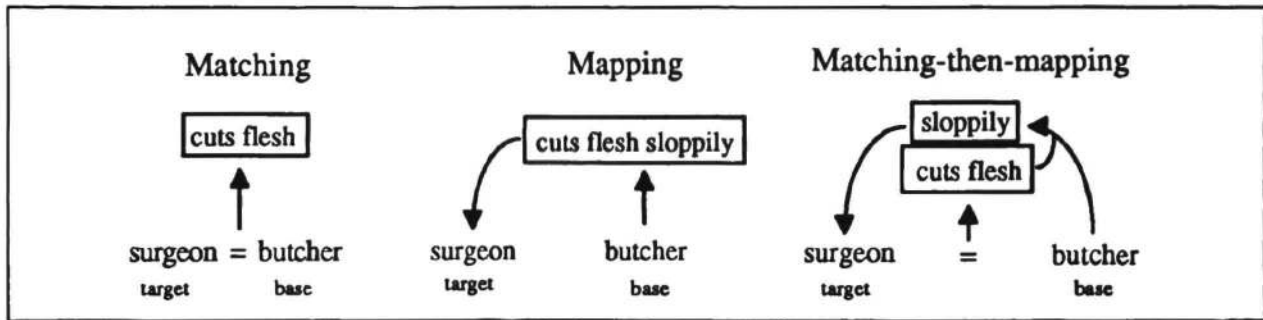 Matching
cuts flesh
surgeon = butcher
target base
Mapping
cuts flesh sloppily
surgeon butcher
target base
Matching-then-mapping
sloppily
cuts flesh
surgeon = butcher
target base